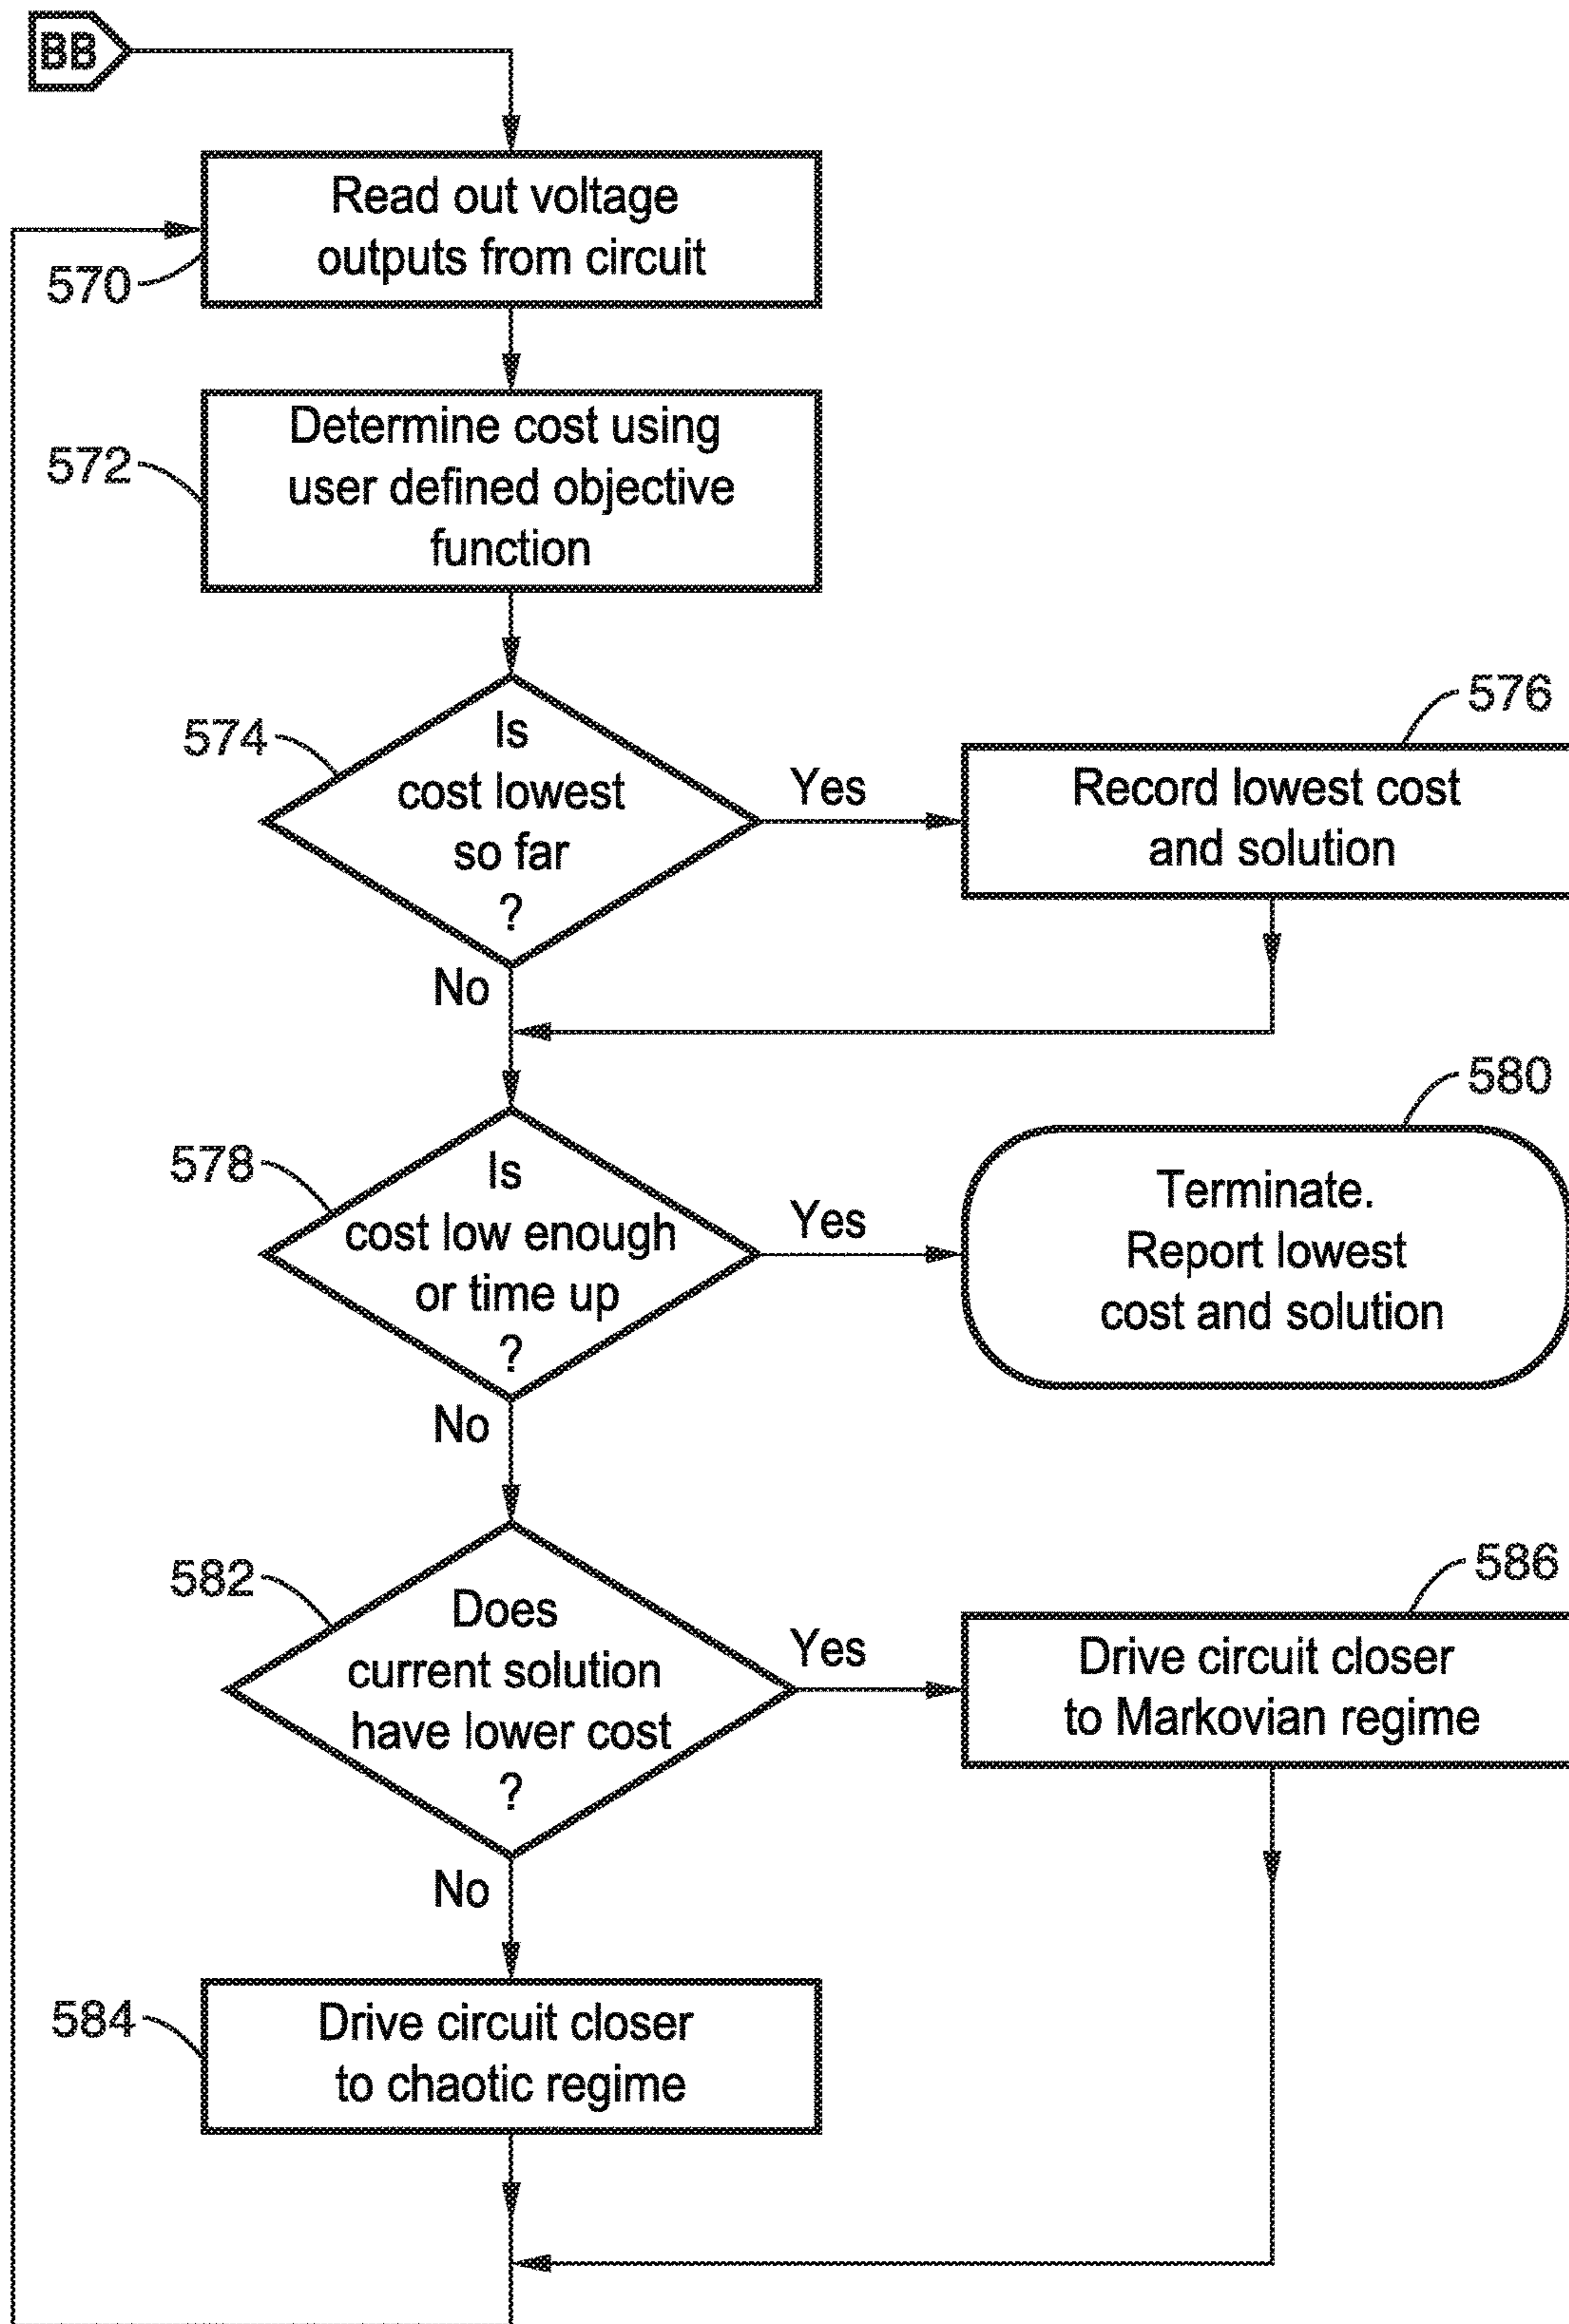 BB
Read out voltage
outputs from circuit
570
Determine cost using
user defined objective
function
572
574
Is
cost lowest
so far
?
Yes
No
576
Record lowest cost
and solution
578
Is
cost low enough
or time up
?
Yes
No
580
Terminate.
Report lowest
cost and solution
582
Does
current solution
have lower cost
?
Yes
No
586
Drive circuit closer
to Markovian regime
584
Drive circuit closer
to chaotic regime